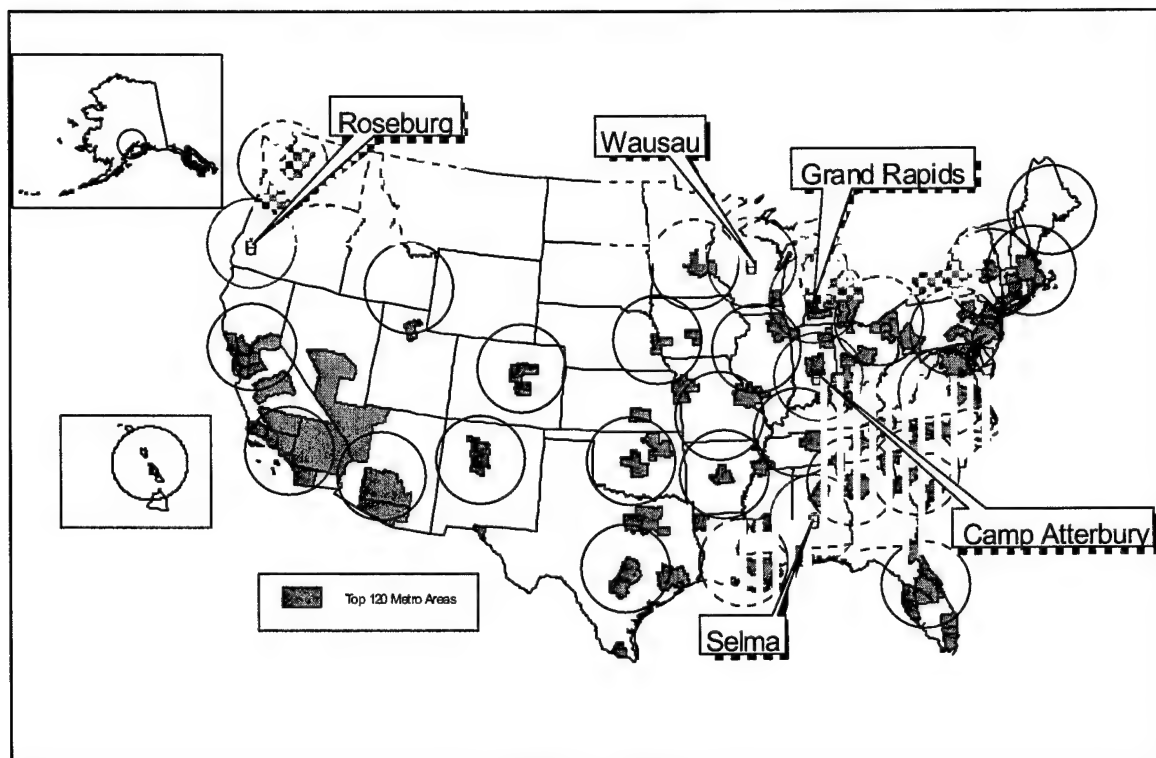 Roseburg
Wausau
Grand Rapids
Camp Atterbury
Top 120 Metro Areas
Selma